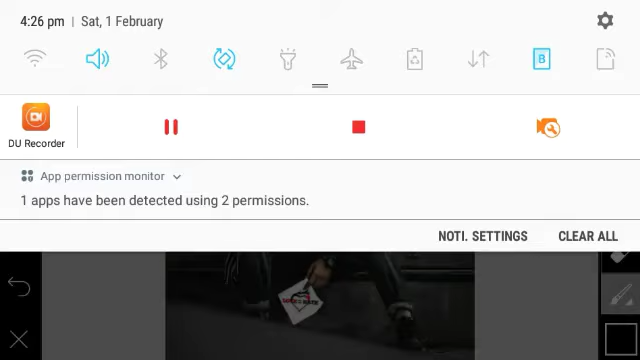 4:26 pm | Sat, 1 February
B
DU Recorder
App permission monitor
1 apps have been detected using 2 permissions.
NOTI. SETTINGS CLEAR ALL